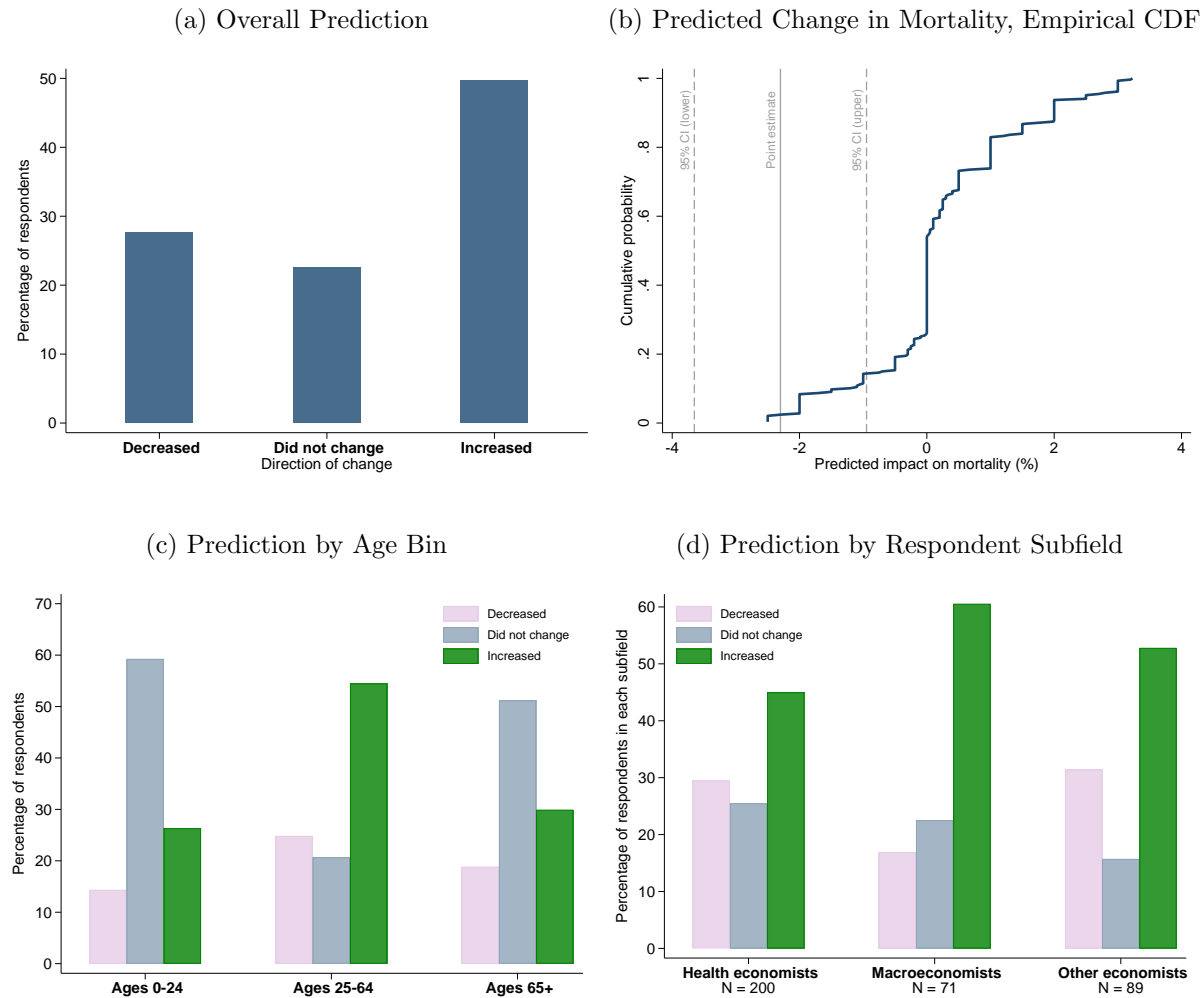 (a) Overall Prediction
Percentage of respondents
50
40
30
20
10
0
Decreased
Did not change
Increased
Direction of change
(b) Predicted Change in Mortality, Empirical CDF
Cumulative probability
1
.8
.6
.4
.2
0
95% CI (lower)
Point estimate
95% CI (upper)
-4
-2
0
2
4
Predicted impact on mortality (%)
(c) Prediction by Age Bin
Percentage of respondents
70
60
50
40
30
20
10
0
Decreased
Did not change
Increased
Ages 0-24
Ages 25-64
Ages 65+
(d) Prediction by Respondent Subfield
Percentage of respondents in each subfield
60
50
40
30
20
10
0
Decreased
Did not change
Increased
Health economists
N = 200
Macroeconomists
N = 71
Other economists
N = 89